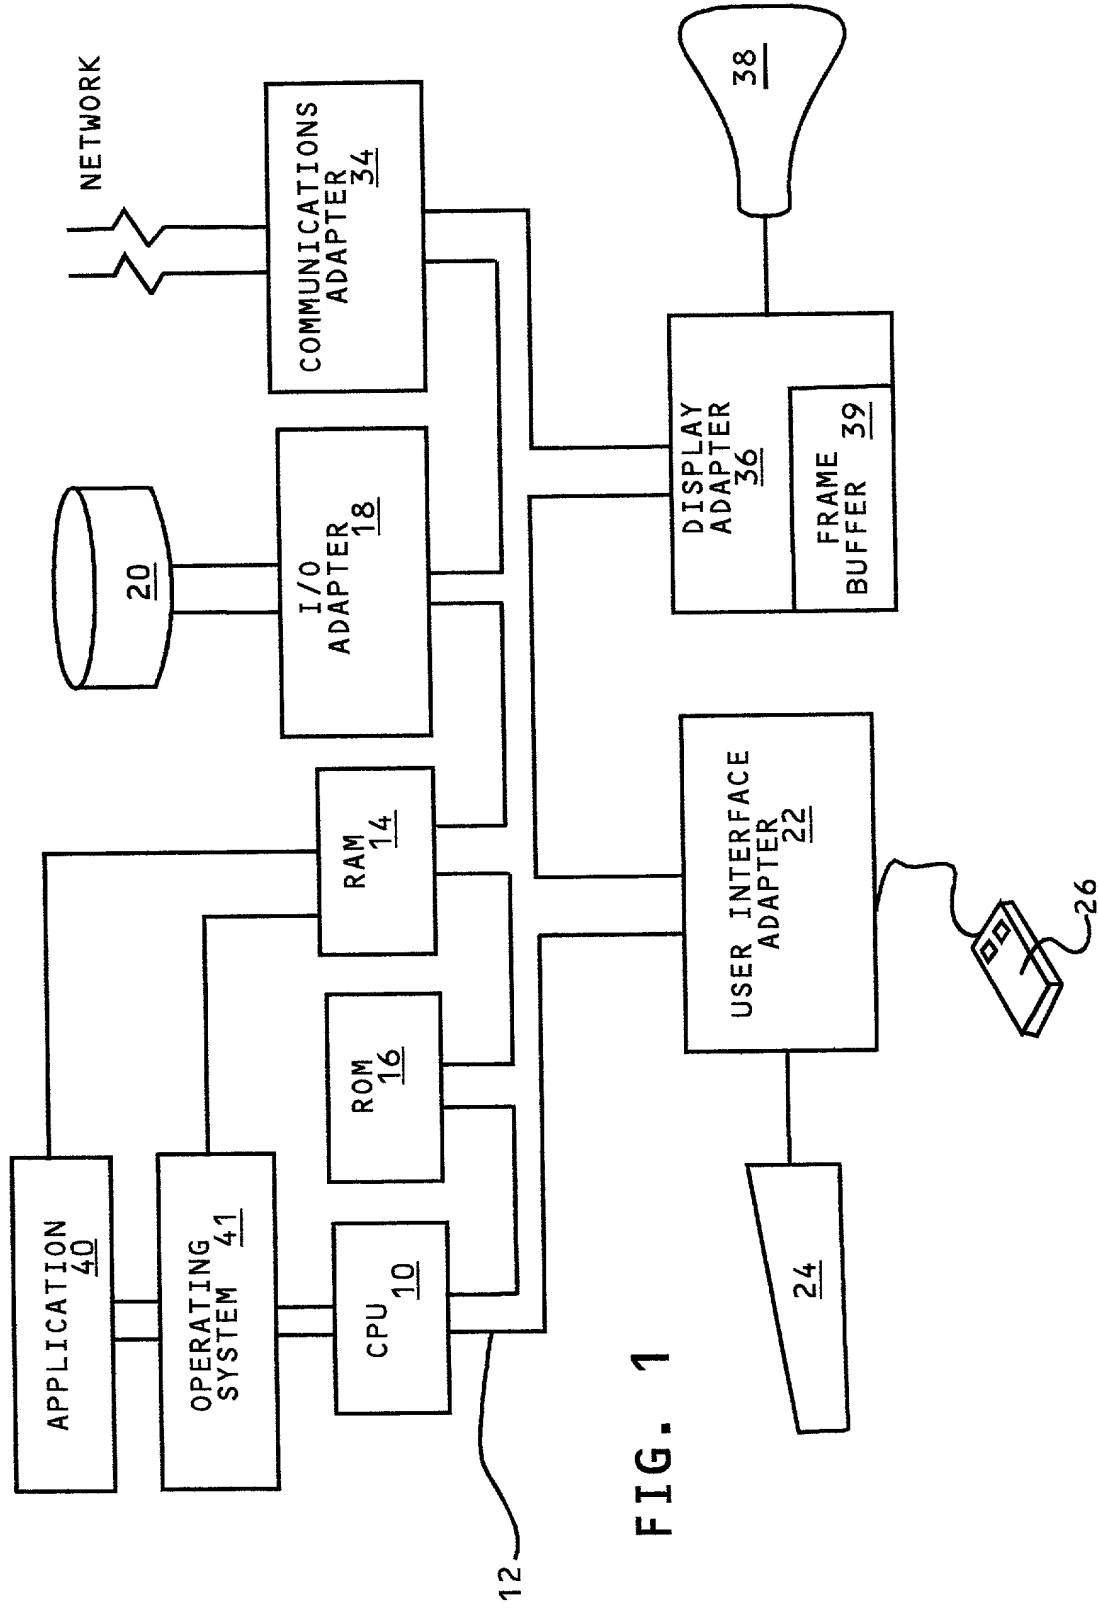 APPLICATION
40
OPERATING
SYSTEM 41
CPU
10
ROM
16
RAM
14
20
I/O
ADAPTER
18
NETWORK
COMMUNICATIONS
ADAPTER
34
12
USER INTERFACE
ADAPTER
22
DISPLAY
ADAPTER
36
FRAME
BUFFER
39
38
24
26
FIG. 1